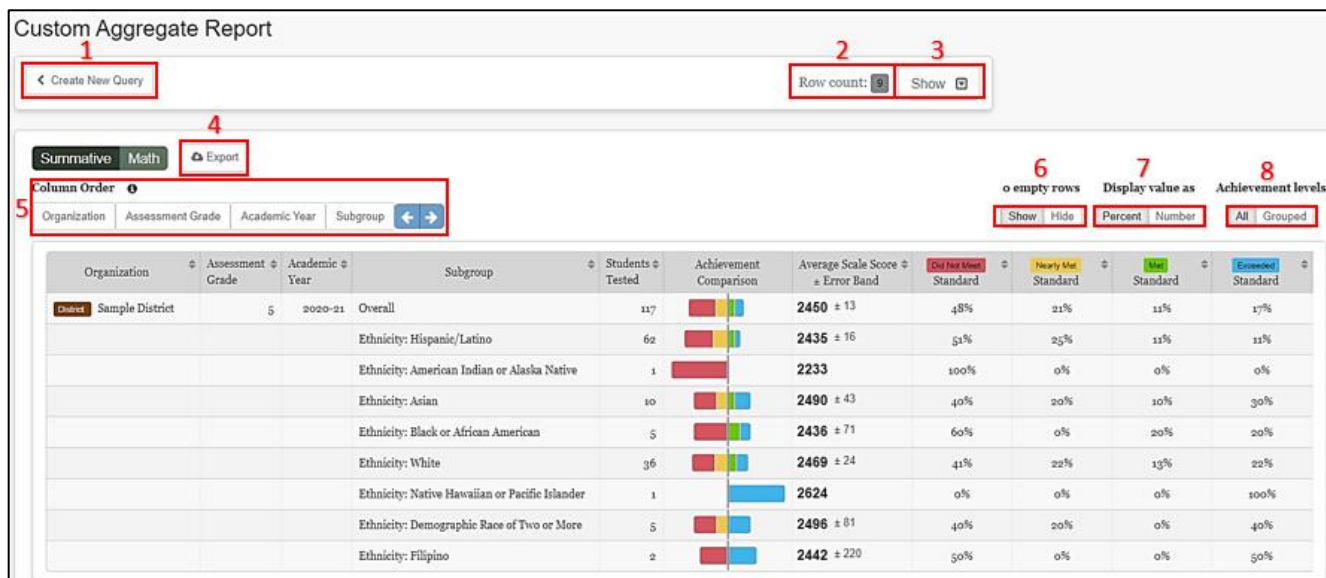 Custom Aggregate Report
1
2
3
Create New Query
Row count: 9
Show
4
Summative Math
Export
6
7
8
Column Order
0 empty rows
Display value as
Achievement levels
5
Organization Assessment Grade Academic Year Subgroup
Show Hide
Percent Number
All Grouped
Organization Assessment Grade Academic Year Subgroup Students Tested Achievement Comparison Average Scale Score ± Error Band Did Not Meet Standard Nearly Met Standard Met Standard Exceeded Standard
District Sample District 5 2020-21 Overall 117 2450 ± 13 48% 21% 11% 17%
Ethnicity: Hispanic/Latino 62 2435 ± 16 51% 25% 11% 11%
Ethnicity: American Indian or Alaska Native 1 2233 100% 0% 0% 0%
Ethnicity: Asian 10 2490 ± 43 40% 20% 10% 30%
Ethnicity: Black or African American 5 2436 ± 71 60% 0% 20% 20%
Ethnicity: White 36 2469 ± 24 41% 22% 13% 22%
Ethnicity: Native Hawaiian or Pacific Islander 1 2624 0% 0% 0% 100%
Ethnicity: Demographic Race of Two or More 5 2496 ± 81 40% 20% 0% 40%
Ethnicity: Filipino 2 2442 ± 220 50% 0% 0% 50%